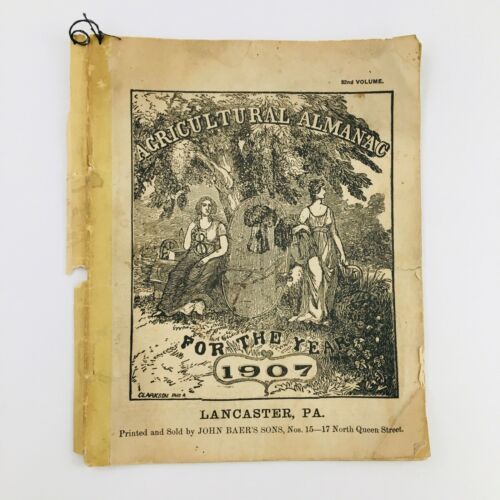 82nd VOLUME.
AGRICULTURAL ALMANAC
FOR THE YEAR
1907
CLARKSON PHILA
LANCASTER, PA.
Printed and Sold by JOHN BAER'S SONS, Nos. 15—17 North Queen Street.